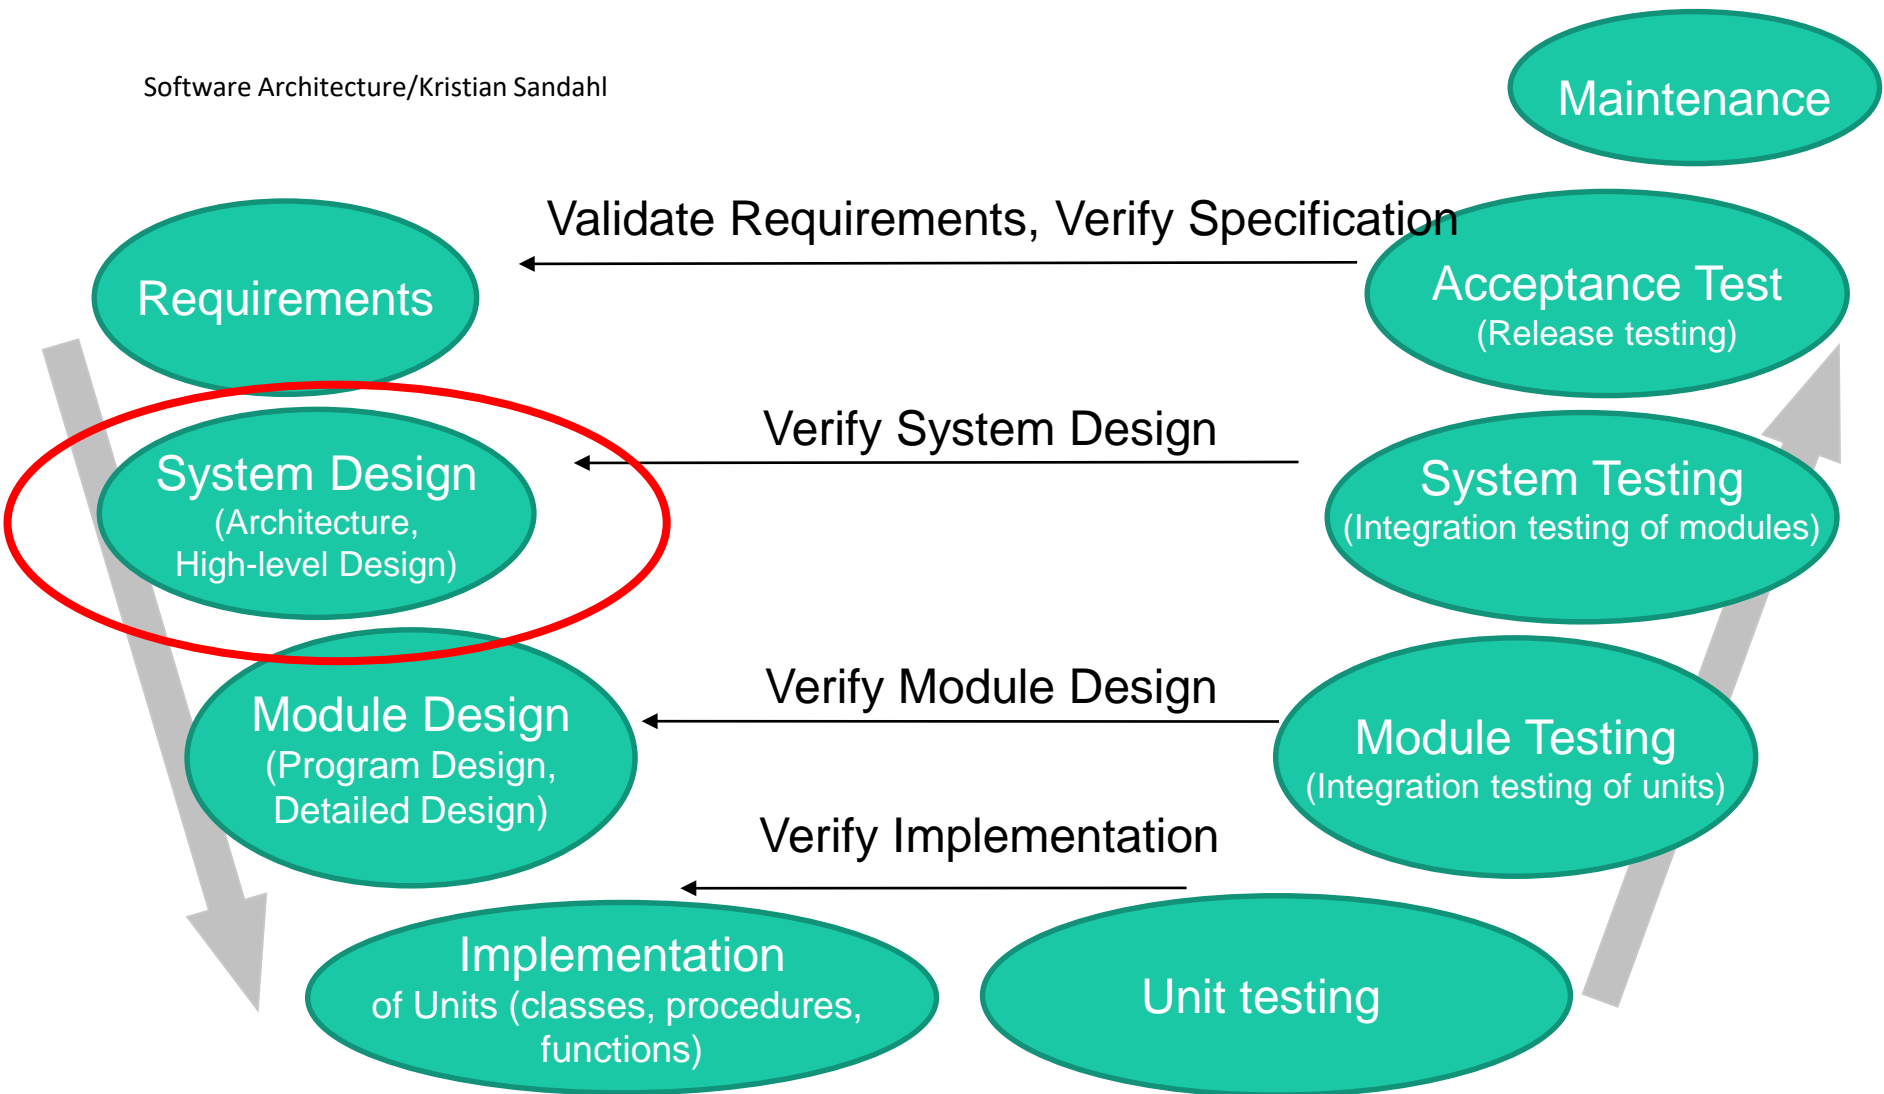 Software Architecture/Kristian Sandahl
Maintenance
Validate Requirements, Verify Specification
Requirements
Acceptance Test
(Release testing)
Verify System Design
System Design
(Architecture,
High-level Design)
System Testing
(Integration testing of modules)
Verify Module Design
Module Design
(Program Design,
Detailed Design)
Module Testing
(Integration testing of units)
Verify Implementation
Implementation
of Units (classes, procedures,
functions)
Unit testing